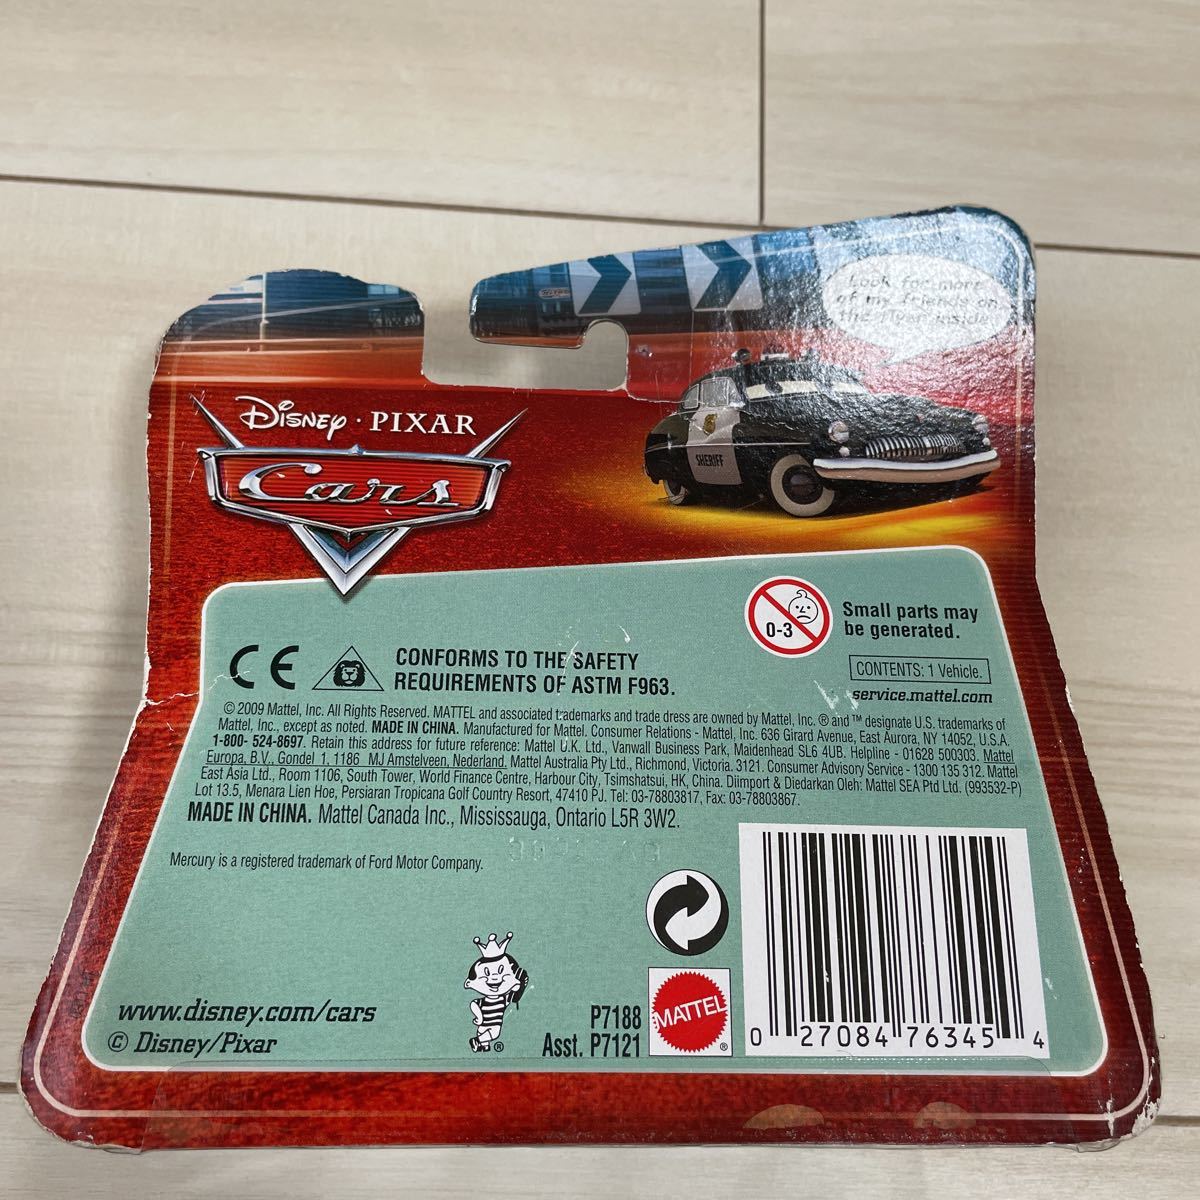 Look for more
of my friends on
the flyer inside
Disney · PIXAR
Cars
SHERIFF
0-3
Small parts may
be generated.
CONTENTS: 1 Vehicle.
service.mattel.com
CE
CONFORMS TO THE SAFETY
REQUIREMENTS OF ASTM F963.
© 2009 Mattel, Inc. All Rights Reserved. MATTEL and associated trademarks and trade dress are owned by Mattel, Inc. ® and ™ designate U.S. trademarks of
Mattel, Inc., except as noted. MADE IN CHINA. Manufactured for Mattel. Consumer Relations - Mattel, Inc. 636 Girard Avenue, East Aurora, NY 14052, U.S.A.
1-800- 524-8697. Retain this address for future reference: Mattel U.K. Ltd., Vanwall Business Park, Maidenhead SL6 4UB. Helpline - 01628 500303. Mattel
Europa, B.V., Gondel 1, 1186 MJ Amstelveen, Nederland. Mattel Australia Pty Ltd., Richmond, Victoria. 3121. Consumer Advisory Service - 1300 135 312. Mattel
East Asia Ltd., Room 1106, South Tower, World Finance Centre, Harbour City, Tsimshatsui, HK, China. Diimport & Diedarkan Oleh: Mattel SEA Ptd Ltd. (993532-P)
Lot 13.5, Menara Lien Hoe, Persiaran Tropicana Golf Country Resort, 47410 PJ. Tel: 03-78803817, Fax: 03-78803867.
MADE IN CHINA. Mattel Canada Inc., Mississauga, Ontario L5R 3W2.
Mercury is a registered trademark of Ford Motor Company.
www.disney.com/cars
© Disney/Pixar
®
P7188
Asst. P7121
MATTEL
®
0 27084 76345 4